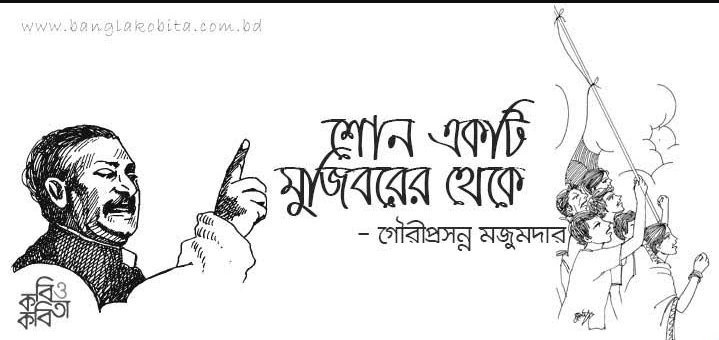 www.banglakobita.com.bd
শোন একটি
মুজিবরের থেকে
- গৌরীপ্রসন্ন মজুমদার
কবি ও
কবিতা